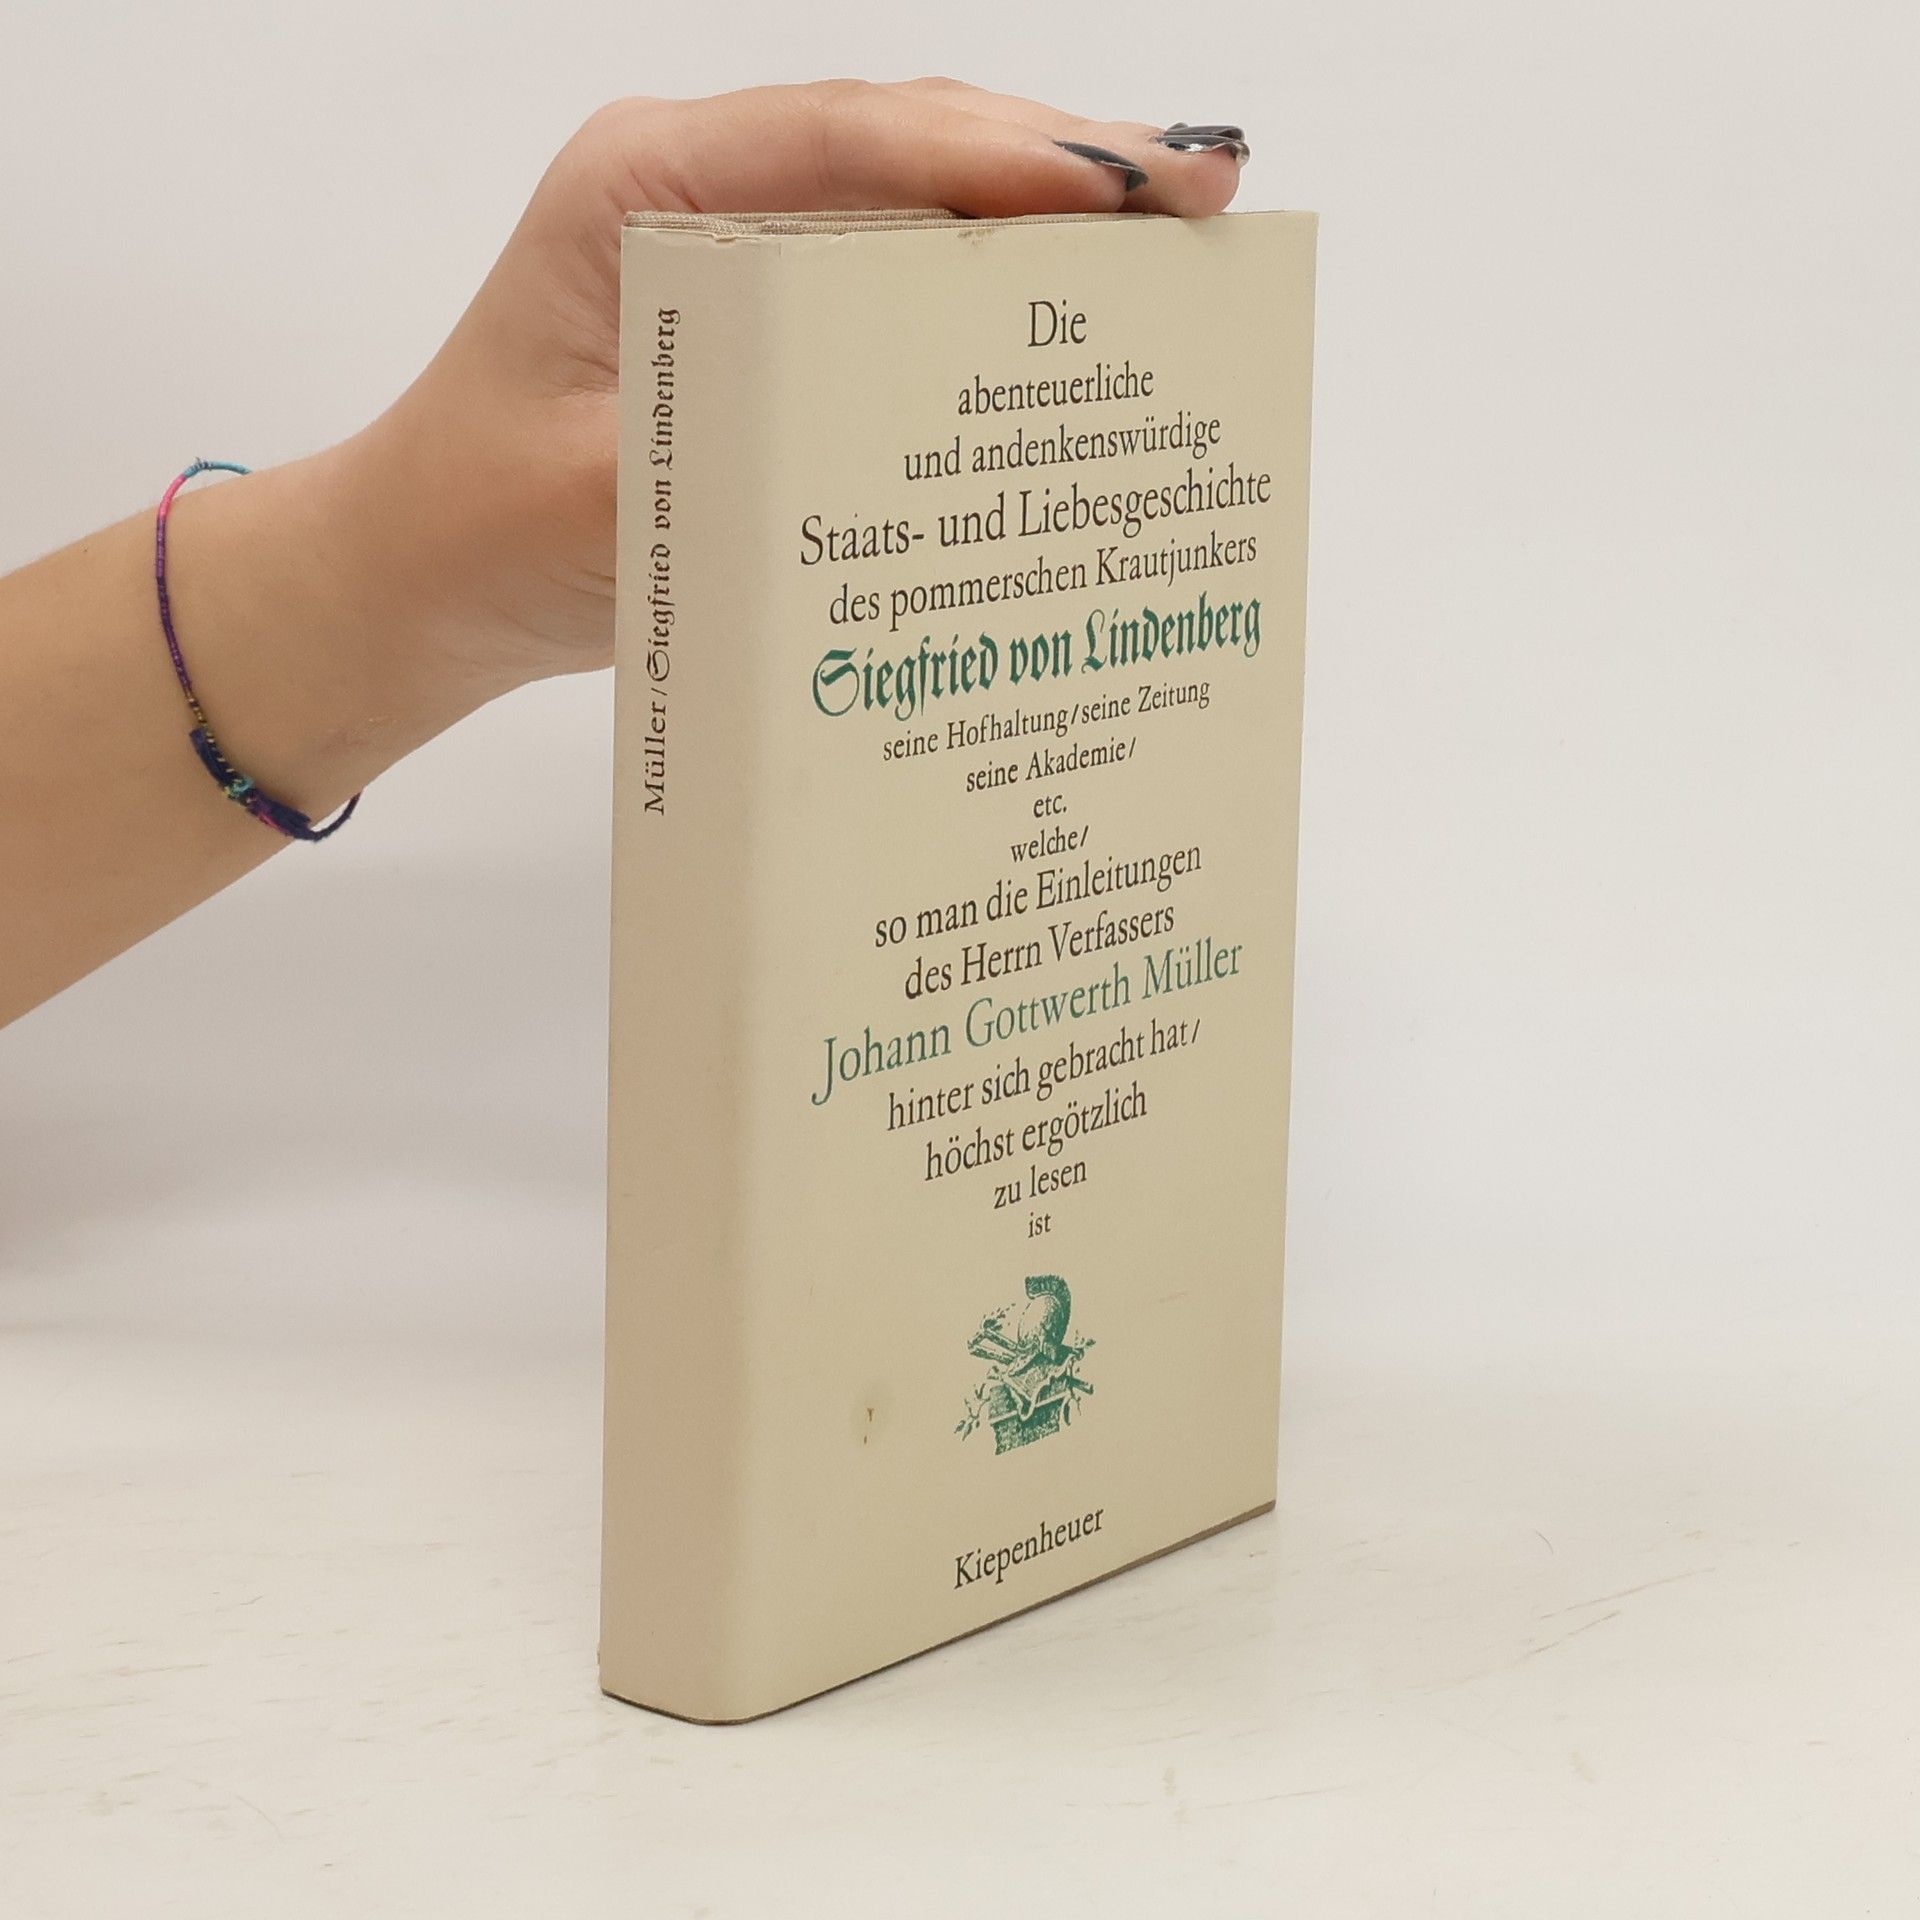 Müller/Siegfried von Lindenberg
Die
abenteuerliche
und andenkenswürdige
Staats- und Liebesgeschichte
des pommerschen Krautjunkers
Siegfried von Lindenberg
seine Hofhaltung/seine Zeitung
seine Akademie/
etc.
welche/
so man die Einleitungen
des Herrn Verfassers
Johann Gottwerth Müller
hinter sich gebracht hat/
höchst ergötzlich
zu lesen
ist
Kiepenheuer